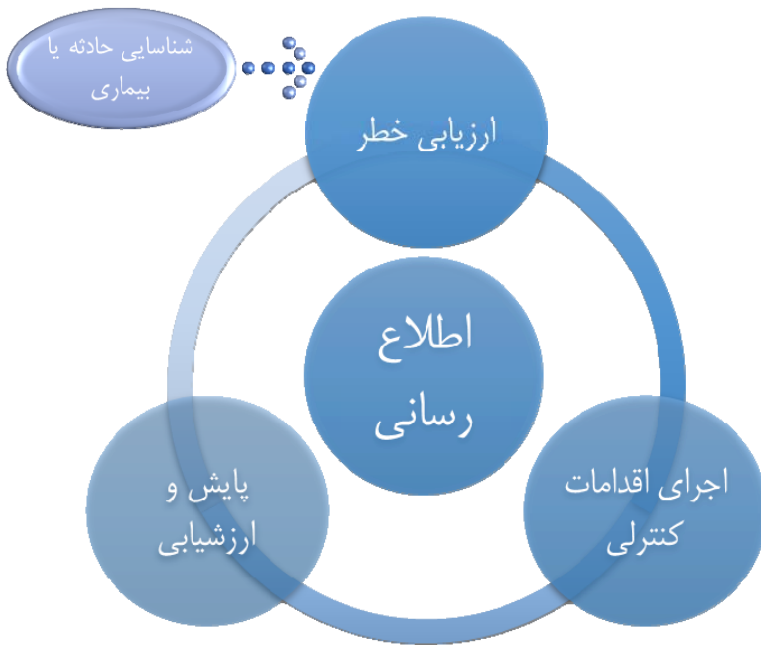 شناسایی حادثه یا
بیماری
ارزیابی خطر
اطلاع
رسانی
اجرای اقدامات
کنترلی
پایش و
ارزشیابی